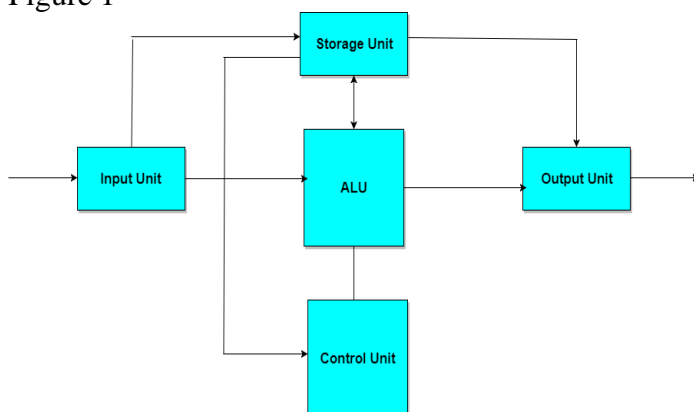 Figure 1
Storage Unit
Input Unit
ALU
Output Unit
Control Unit